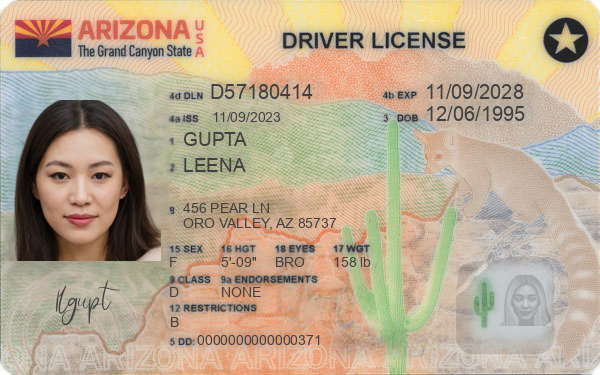 ARIZONA USA
The Grand Canyon State
DRIVER LICENSE
4d DLN D57180414
4b EXP 11/09/2028
4a ISS 11/09/2023
3 DOB 12/06/1995
1 GUPTA
2 LEENA
8 456 PEAR LN
ORO VALLEY, AZ 85737
15 SEX 16 HGT 18 EYES 17 WGT
F 5'-09" BRO 158 lb
9 CLASS 9a ENDORSEMENTS
D NONE
12 RESTRICTIONS
B
5 DD: 0000000000000371
lgupt
ARIZONA ARIZONA ARIZONA ARIZONA